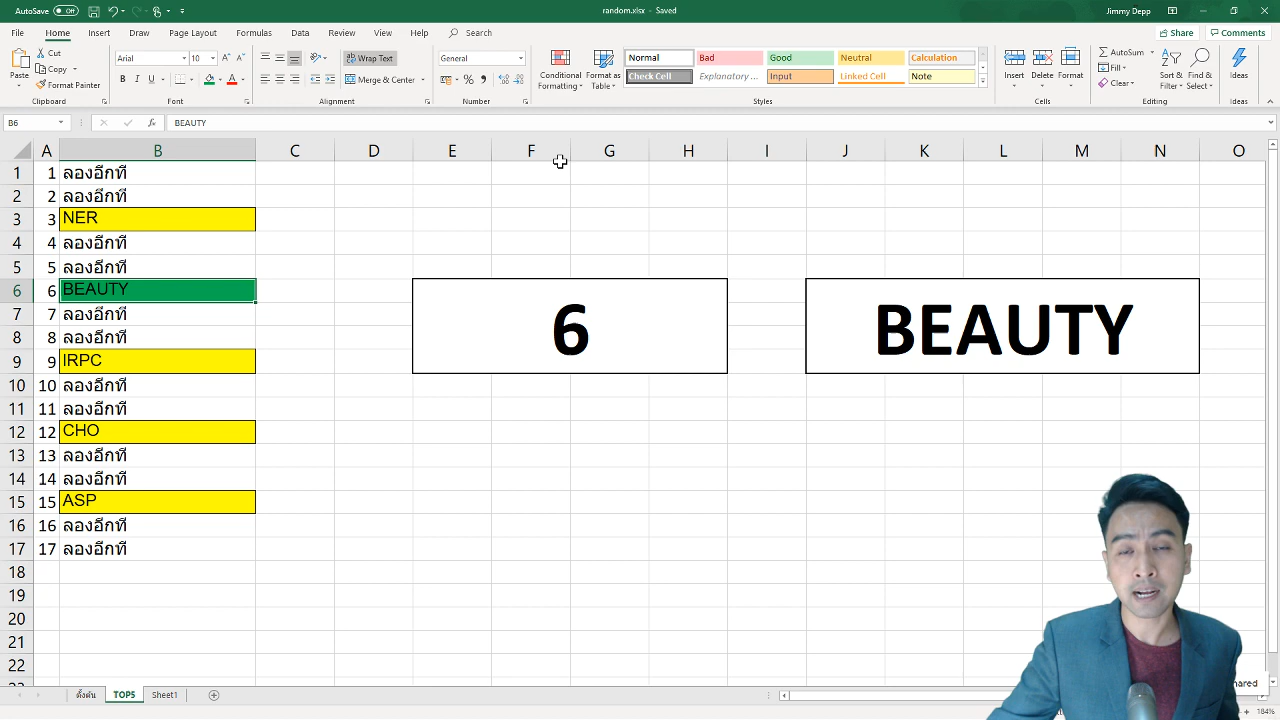 AutoSave Off
random.xlsx - Saved
Jimmy Depp
File Home Insert Draw Page Layout Formulas Data Review View Help Search
Share Comments
Paste
Cut
Copy
Format Painter
Clipboard
Arial 10
B I U
Font
Wrap Text
Merge & Center
Alignment
General
%
Number
Conditional Formatting
Format as Table
Normal Bad Good Neutral Calculation
Check Cell Explanatory ... Input Linked Cell Note
Styles
Insert Delete Format
Cells
AutoSum
Fill
Clear
Sort & Filter
Find & Select
Editing
Ideas
Ideas
B6 fx BEAUTY
A B C D E F G H I J K L M N O
1 1 ลองอีกที
2 2 ลองอีกที
3 3 NER
4 4 ลองอีกที
5 5 ลองอีกที
6 6 BEAUTY
7 7 ลองอีกที
8 8 ลองอีกที
9 9 IRPC
10 10 ลองอีกที
11 11 ลองอีกที
12 12 CHO
13 13 ลองอีกที
14 14 ลองอีกที
15 15 ASP
16 16 ลองอีกที
17 17 ลองอีกที
18
19
20
21
22
6
BEAUTY
ตั้งต้น TOP5 Sheet1
184%